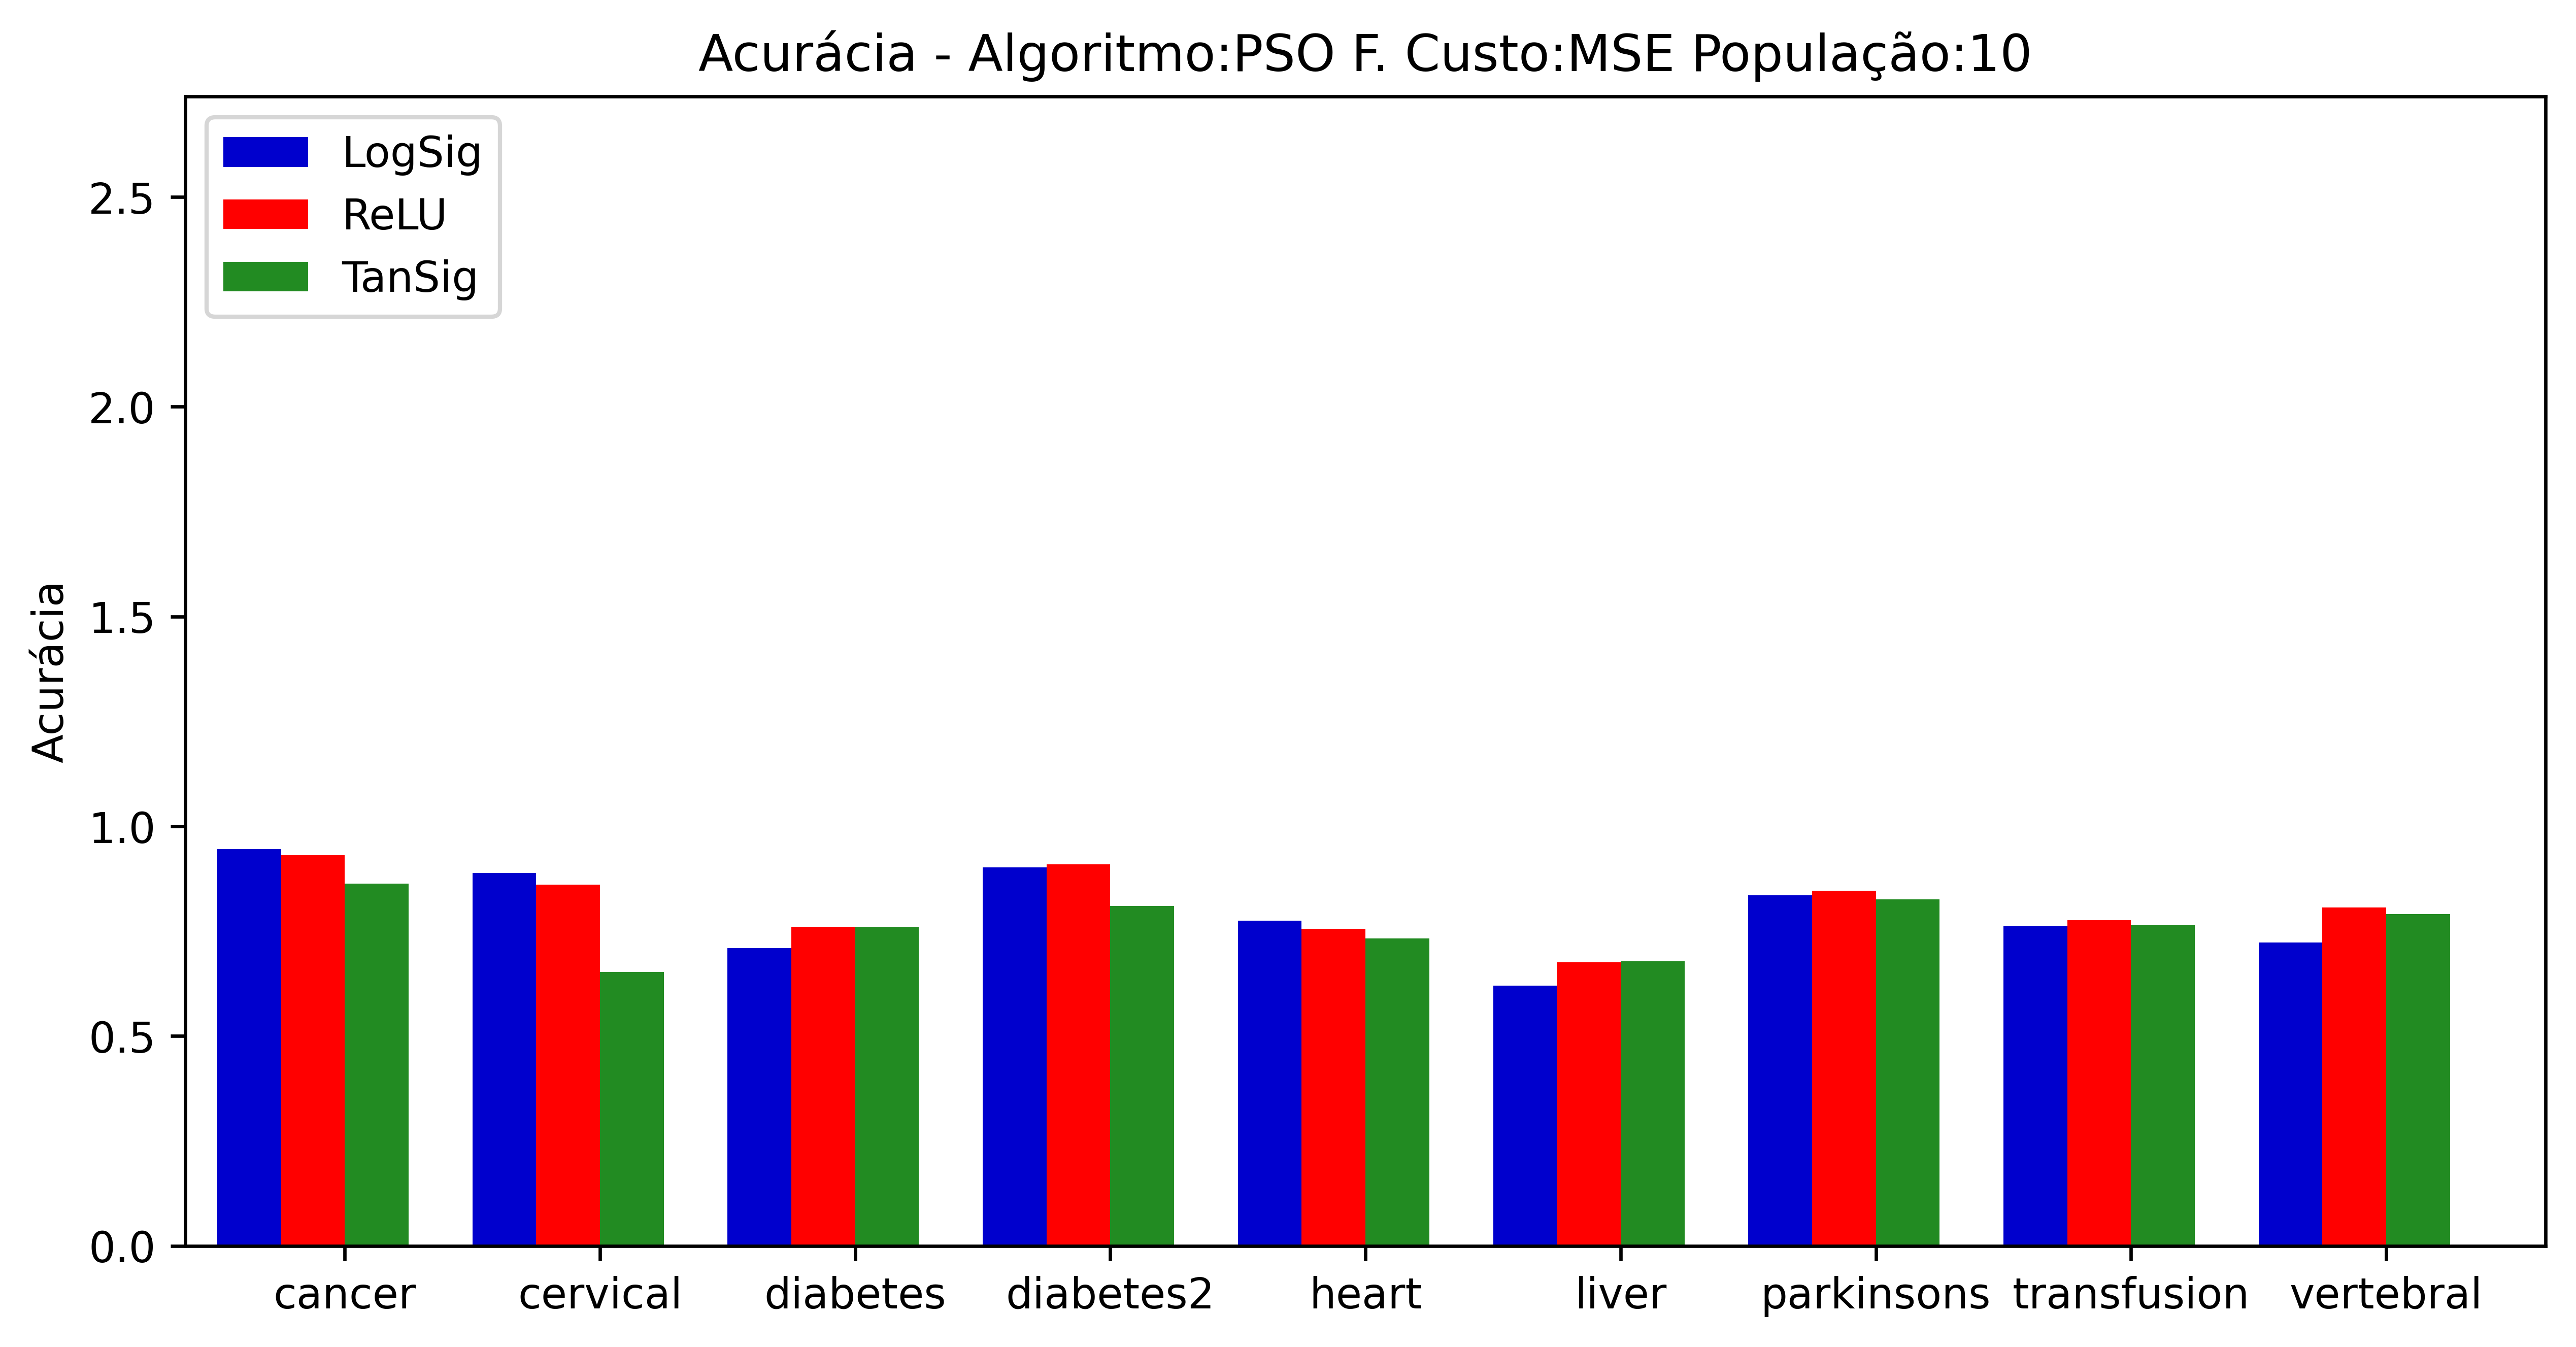 Acurácia - Algoritmo:PSO F. Custo:MSE População:10
LogSig
ReLU
TanSig
Acurácia
2.5
2.0
1.5
1.0
0.5
0.0
cancer cervical diabetes diabetes2 heart liver parkinsons transfusion vertebral